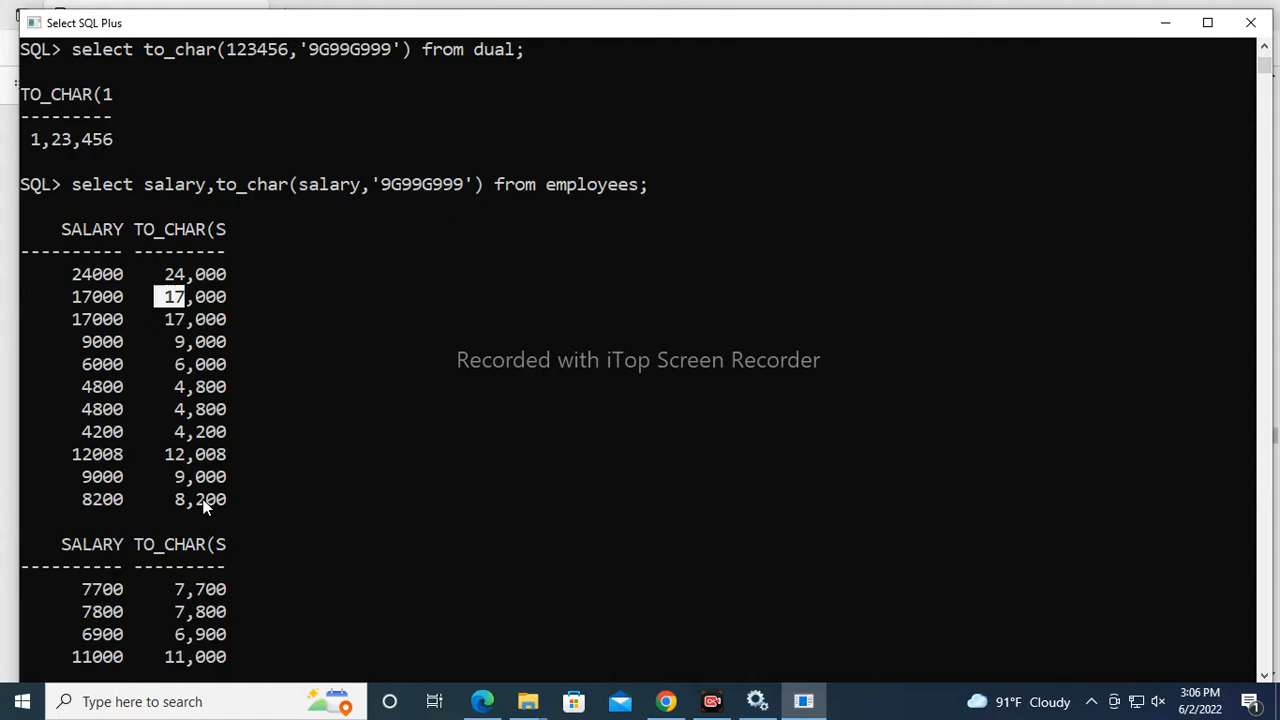 Select SQL Plus
SQL> select to_char(123456,'9G99G999') from dual;
TO_CHAR(1
---------
1,23,456
SQL> select salary,to_char(salary,'9G99G999') from employees;
SALARY TO_CHAR(S
---------- ---------
24000 24,000
17000 17,000
17000 17,000
9000 9,000
6000 6,000
4800 4,800
4800 4,800
4200 4,200
12008 12,008
9000 9,000
8200 8,200
SALARY TO_CHAR(S
---------- ---------
7700 7,700
7800 7,800
6900 6,900
11000 11,000
Recorded with iTop Screen Recorder
Type here to search
91°F Cloudy
3:06 PM
6/2/2022
1